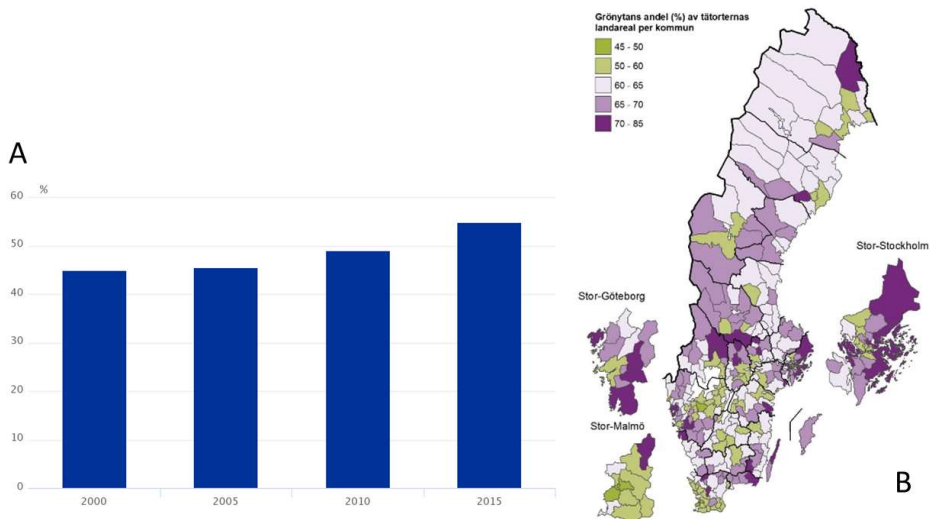 A
%
60
50
40
30
20
10
0
2000 2005 2010 2015
Grönytans andel (%) av tätorternas
landareal per kommun
45 - 50
50 - 60
60 - 65
65 - 70
70 - 85
Stor-Stockholm
Stor-Göteborg
Stor-Malmö
B